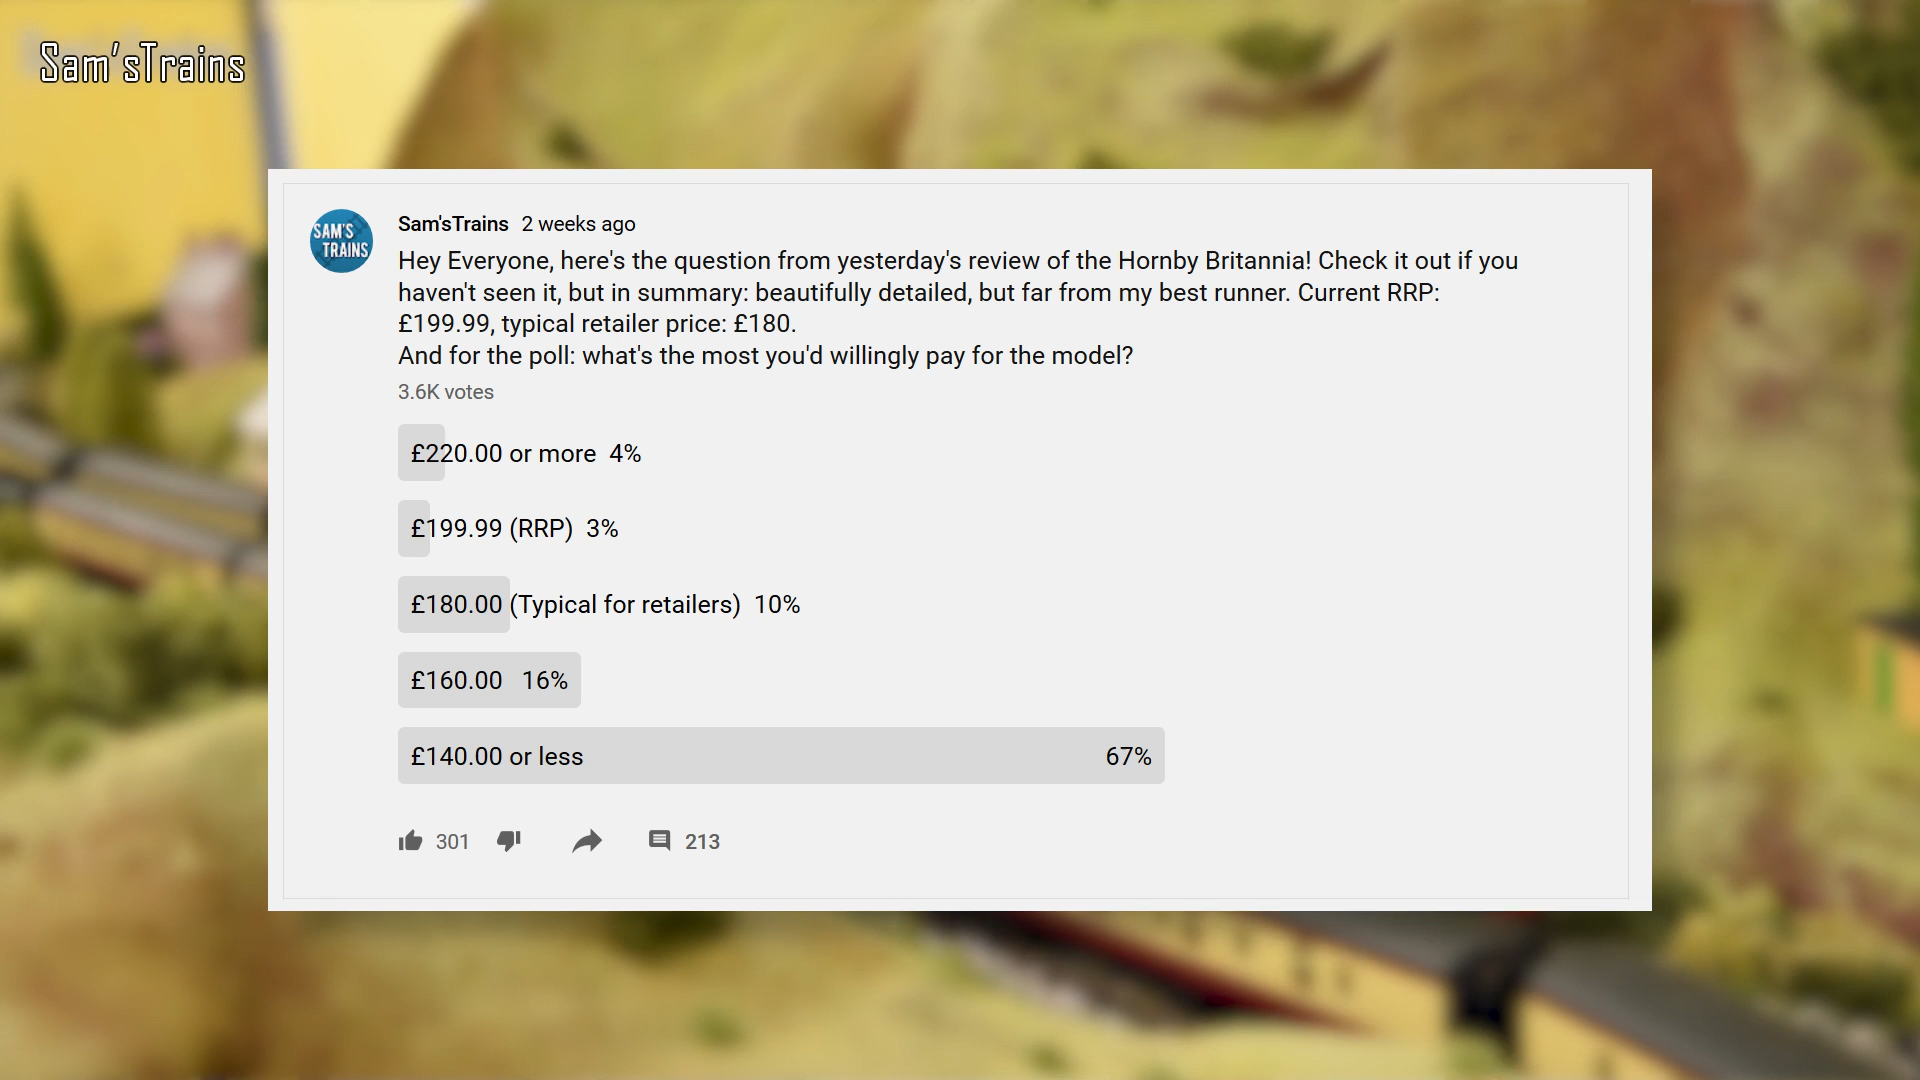 Sam'sTrains
SAM'S
TRAINS
Sam'sTrains 2 weeks ago
Hey Everyone, here's the question from yesterday's review of the Hornby Britannia! Check it out if you
haven't seen it, but in summary: beautifully detailed, but far from my best runner. Current RRP:
£199.99, typical retailer price: £180.
And for the poll: what's the most you'd willingly pay for the model?
3.6K votes
£220.00 or more 4%
£199.99 (RRP) 3%
£180.00 (Typical for retailers) 10%
£160.00 16%
£140.00 or less 67%
301 213